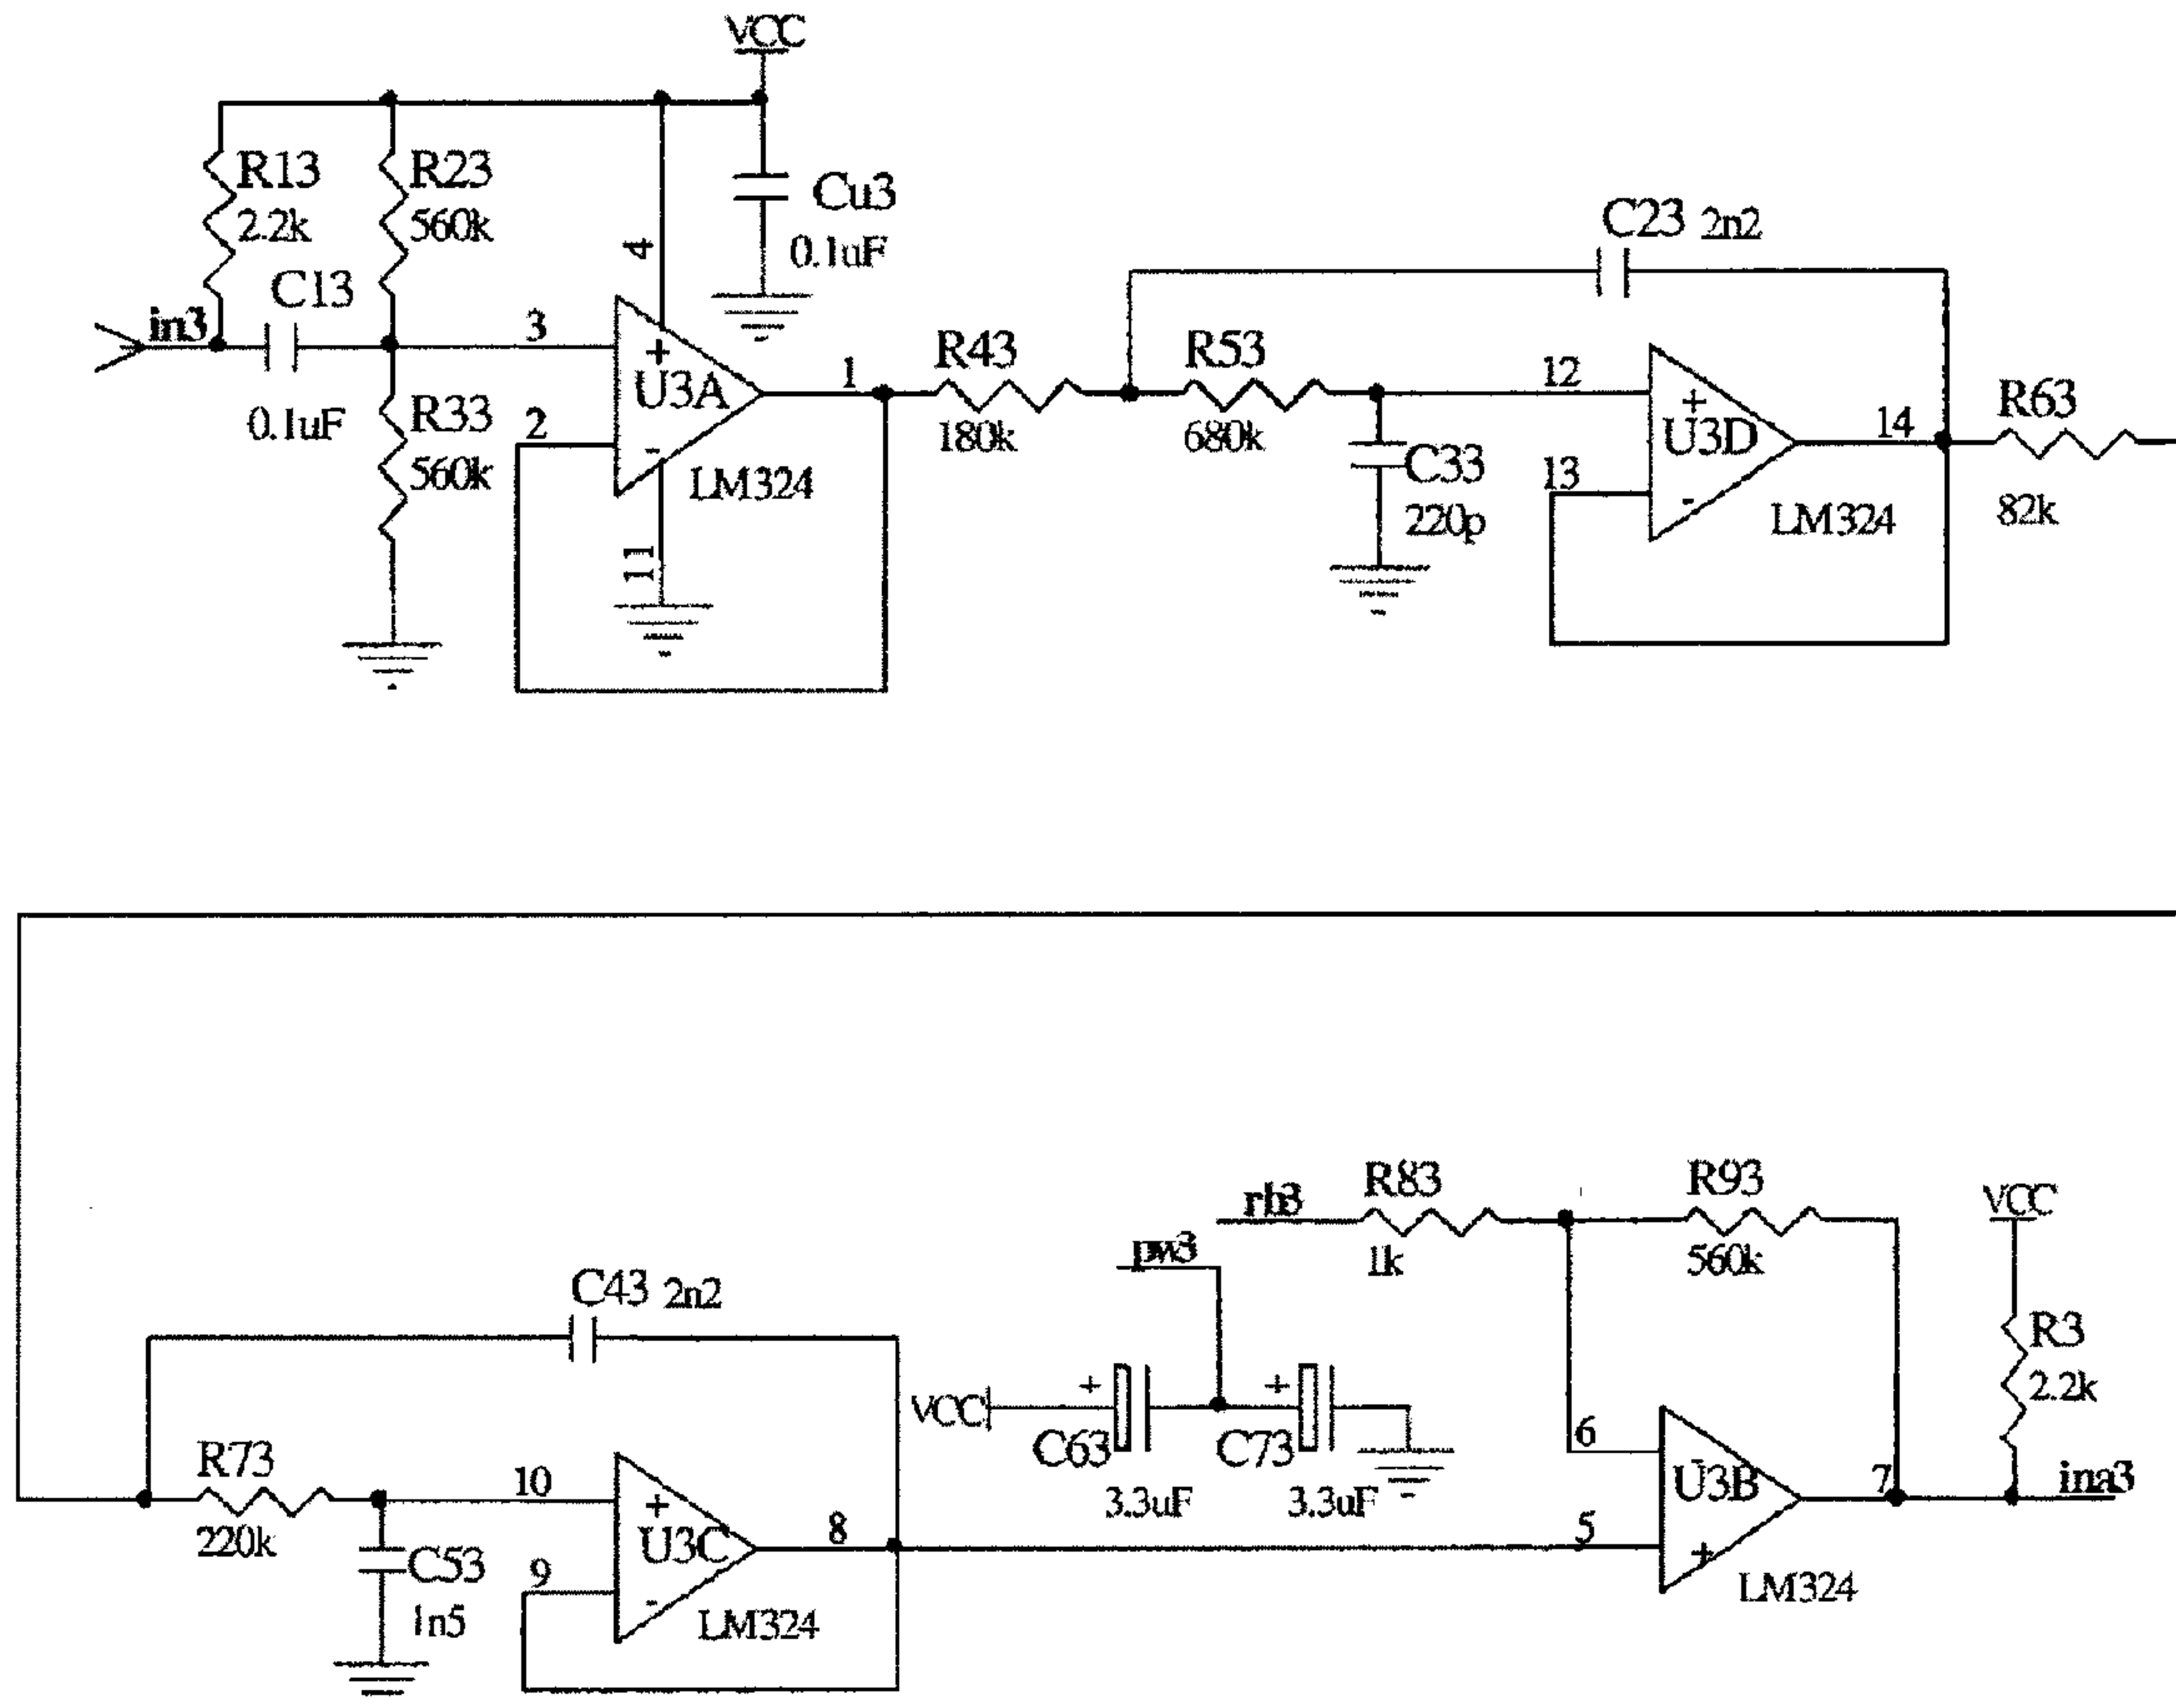 VCC
R13
2.2k
R23
560k
Cu3
0.1uF
4
C13
0.1uF
in3
3
+
U3A
-
2
1
LM324
11
R33
560k
R43
180k
R53
680k
C23 2n2
12
+
U3D
-
13
14
LM324
C33
220p
R63
82k
rh3
R83
1k
R93
560k
VCC
pw3
R3
2.2k
C43 2n2
VCC
+
C63
3.3uF
+
C73
3.3uF
6
-
U3B
+
5
7
ina3
LM324
R73
220k
10
+
U3C
-
9
8
LM324
C53
1n5